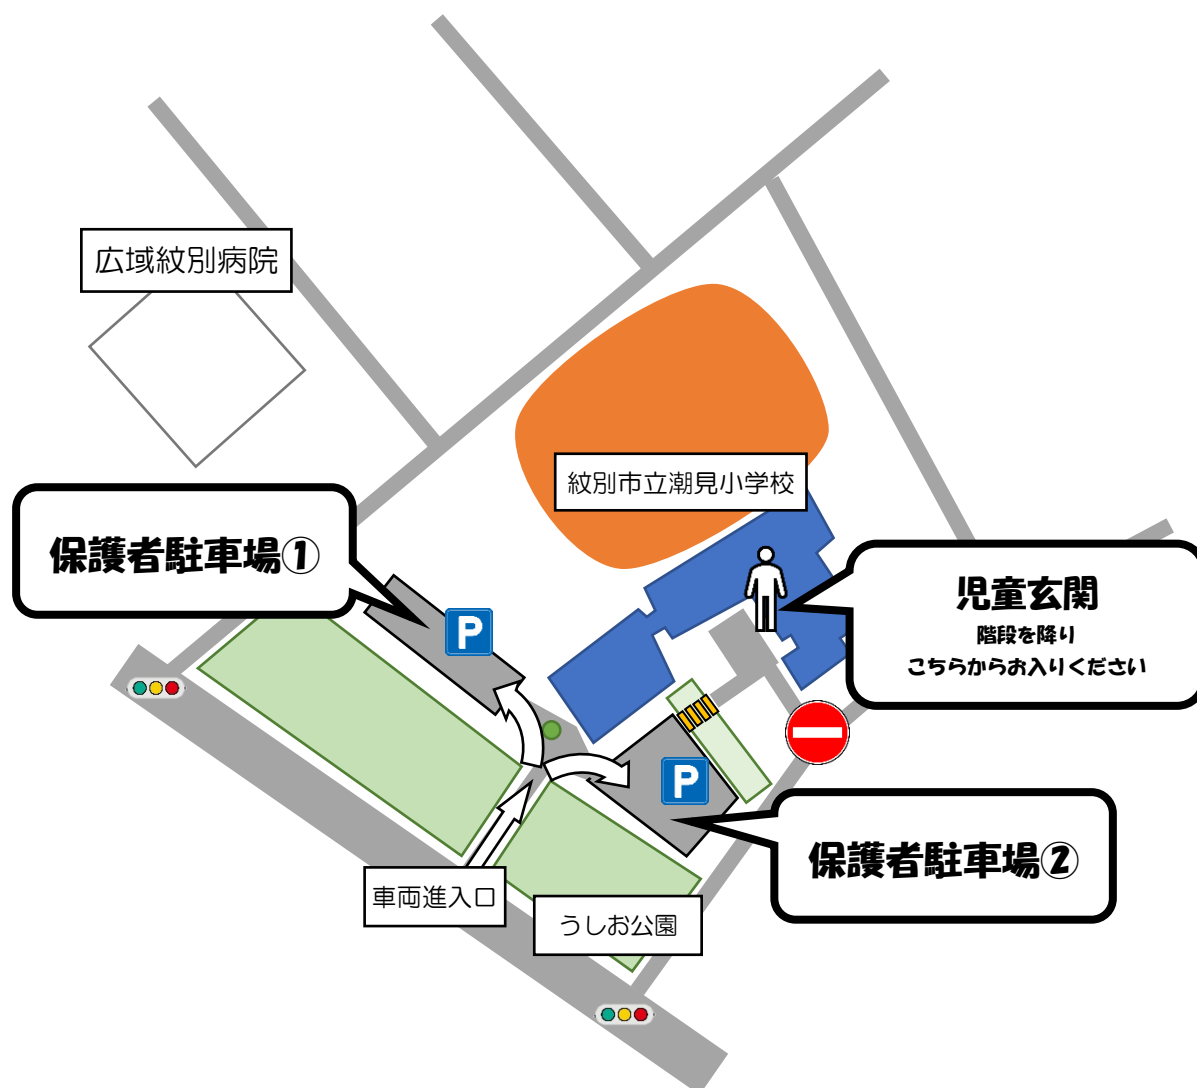 広域紋別病院
紋別市立潮見小学校
保護者駐車場①
P
児童玄関
階段を降り
こちらからお入りください
P
保護者駐車場②
車両進入口
うしお公園